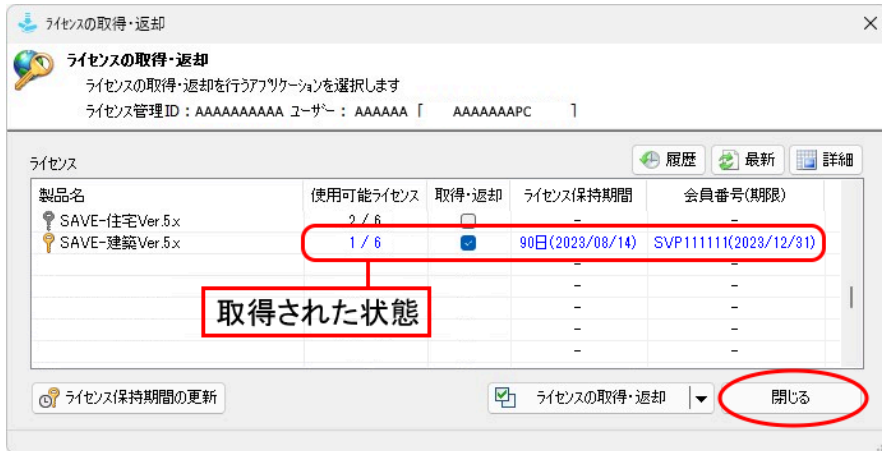 ライセンスの取得・返却
ライセンスの取得・返却
ライセンスの取得・返却を行うアプリケーションを選択します
ライセンス管理ID：AAAAAAAAAA ユーザー： AAAAAA [ AAAAAAAPC ]
ライセンス 履歴 最新 詳細
製品名 使用可能ライセンス 取得・返却 ライセンス保持期間 会員番号(期限)
SAVE-住宅Ver.5x 2 / 6 - -
SAVE-建築Ver.5x 1 / 6 90日(2023/08/14) SVP111111(2023/12/31)
- -
- -
取得された状態 - -
- -
- -
ライセンス保持期間の更新 ライセンスの取得・返却 閉じる